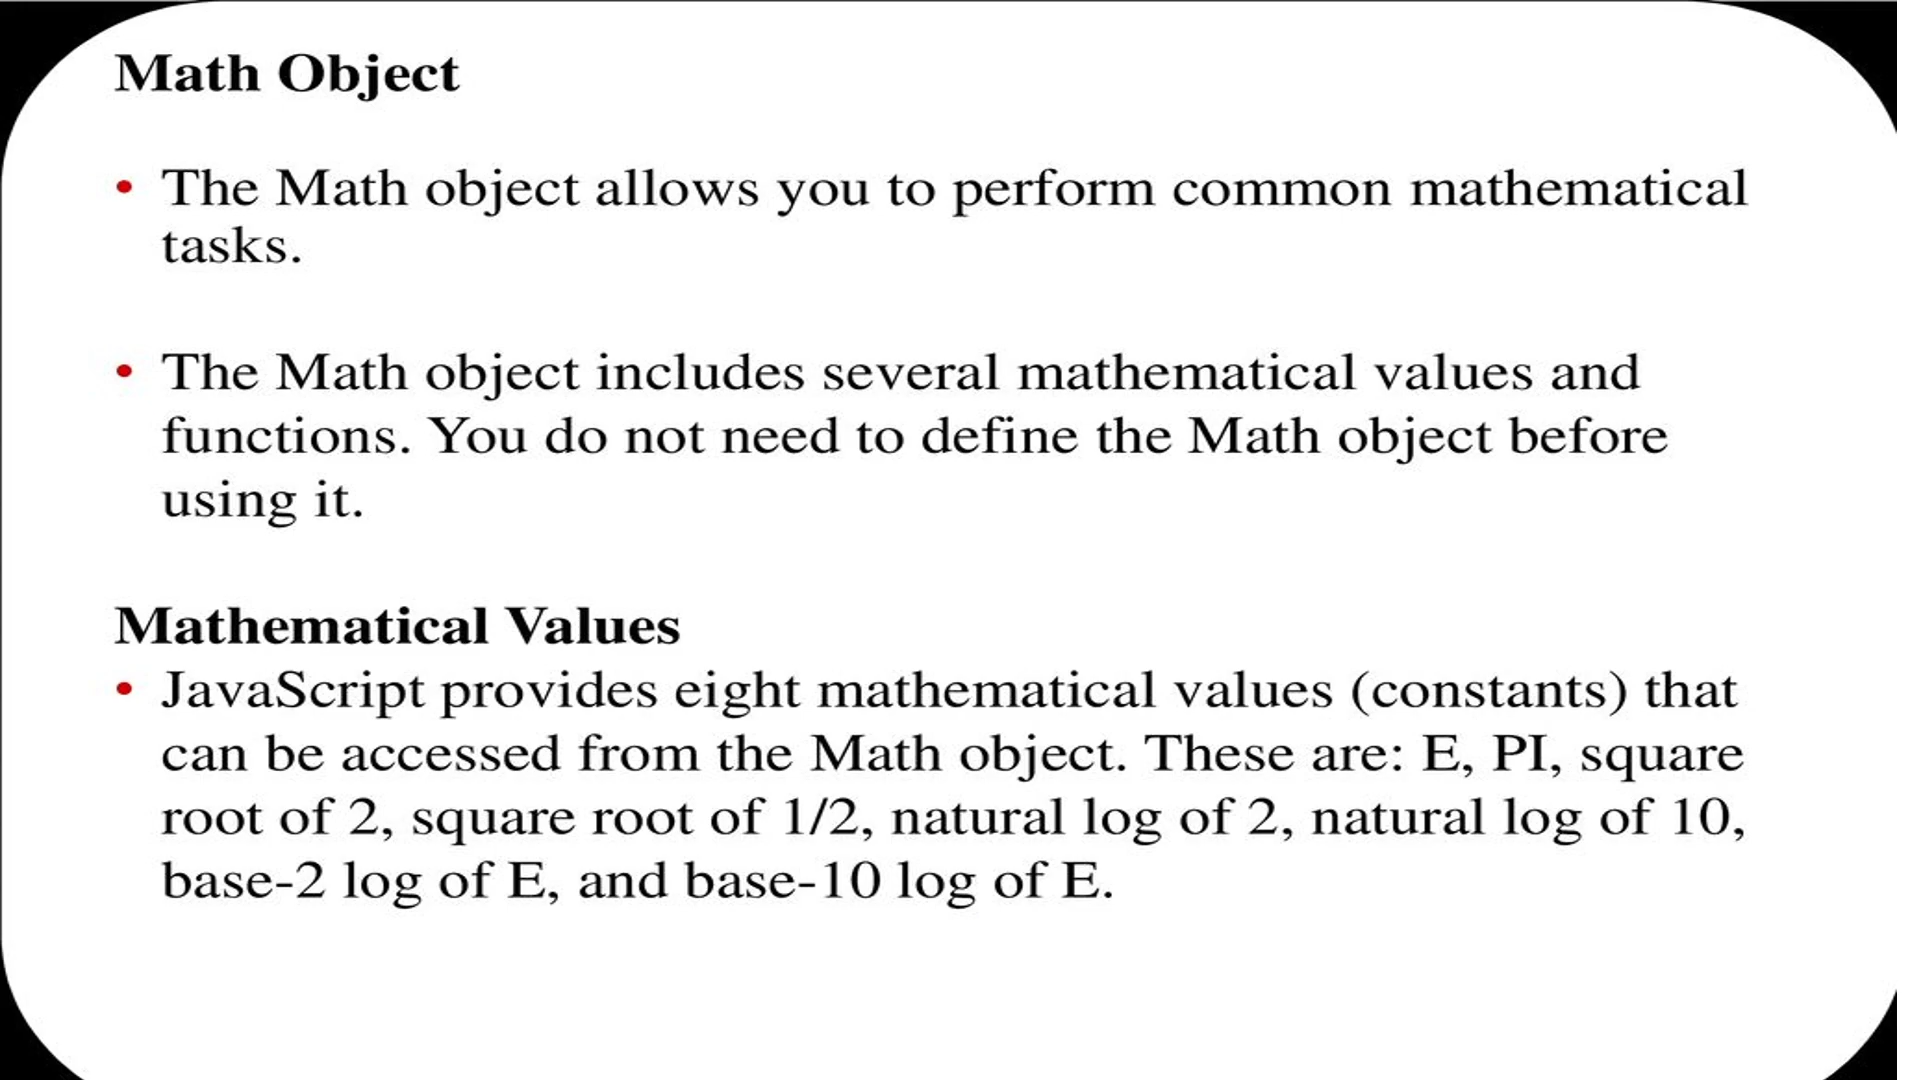 Math Object
• The Math object allows you to perform common mathematical
tasks.
• The Math object includes several mathematical values and
functions. You do not need to define the Math object before
using it.
Mathematical Values
• JavaScript provides eight mathematical values (constants) that
can be accessed from the Math object. These are: E, PI, square
root of 2, square root of 1/2, natural log of 2, natural log of 10,
base-2 log of E, and base-10 log of E.